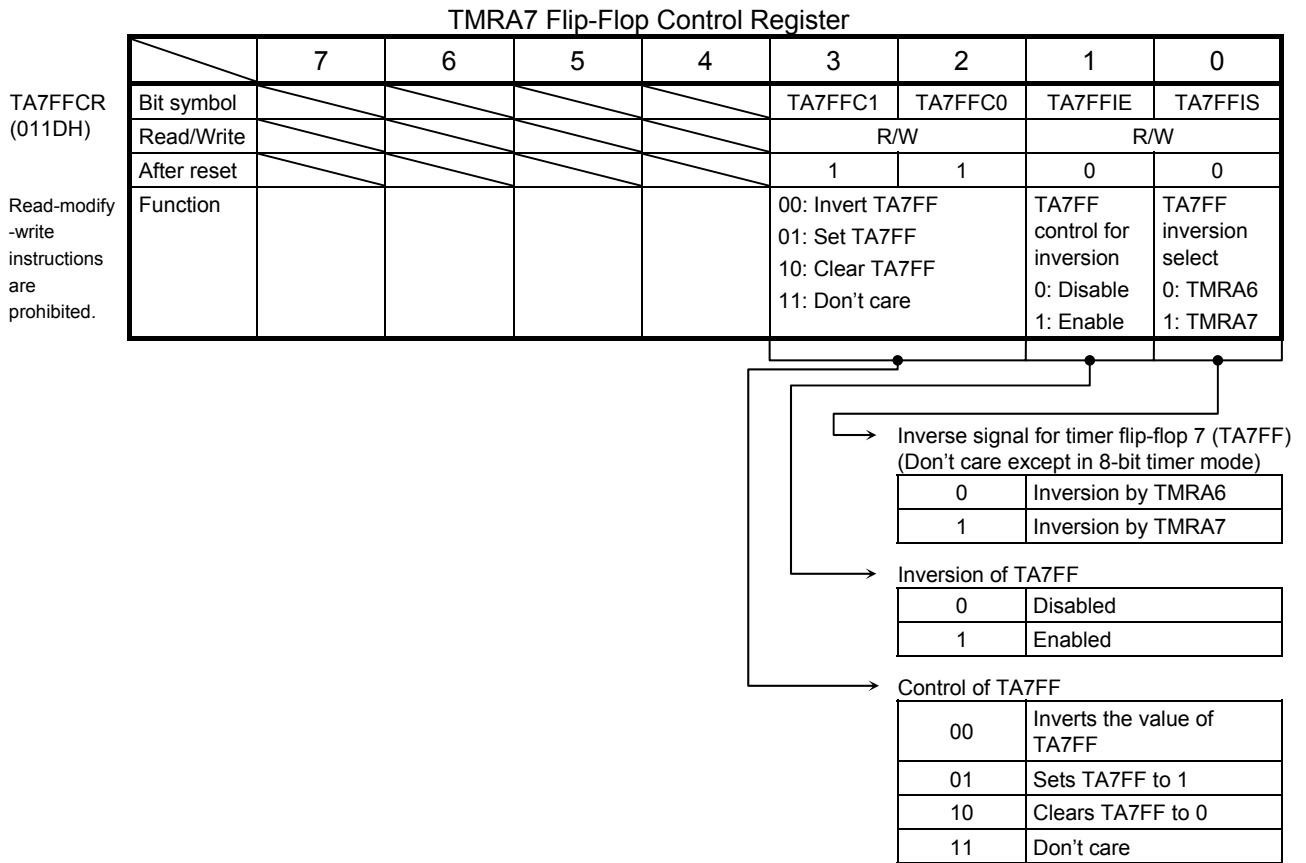 TMRA7 Flip-Flop Control Register
7 6 5 4 3 2 1 0
TA7FFCR
(011DH)
Bit symbol TA7FFC1 TA7FFC0 TA7FFIE TA7FFIS
Read/Write R/W R/W
After reset 1 1 0 0
Read-modify
-write
instructions
are
prohibited.
Function
00: Invert TA7FF
01: Set TA7FF
10: Clear TA7FF
11: Don’t care
TA7FF
control for
inversion
0: Disable
1: Enable
TA7FF
inversion
select
0: TMRA6
1: TMRA7
Inverse signal for timer flip-flop 7 (TA7FF)
(Don’t care except in 8-bit timer mode)
0 Inversion by TMRA6
1 Inversion by TMRA7
Inversion of TA7FF
0 Disabled
1 Enabled
Control of TA7FF
00 Inverts the value of
TA7FF
01 Sets TA7FF to 1
10 Clears TA7FF to 0
11 Don’t care